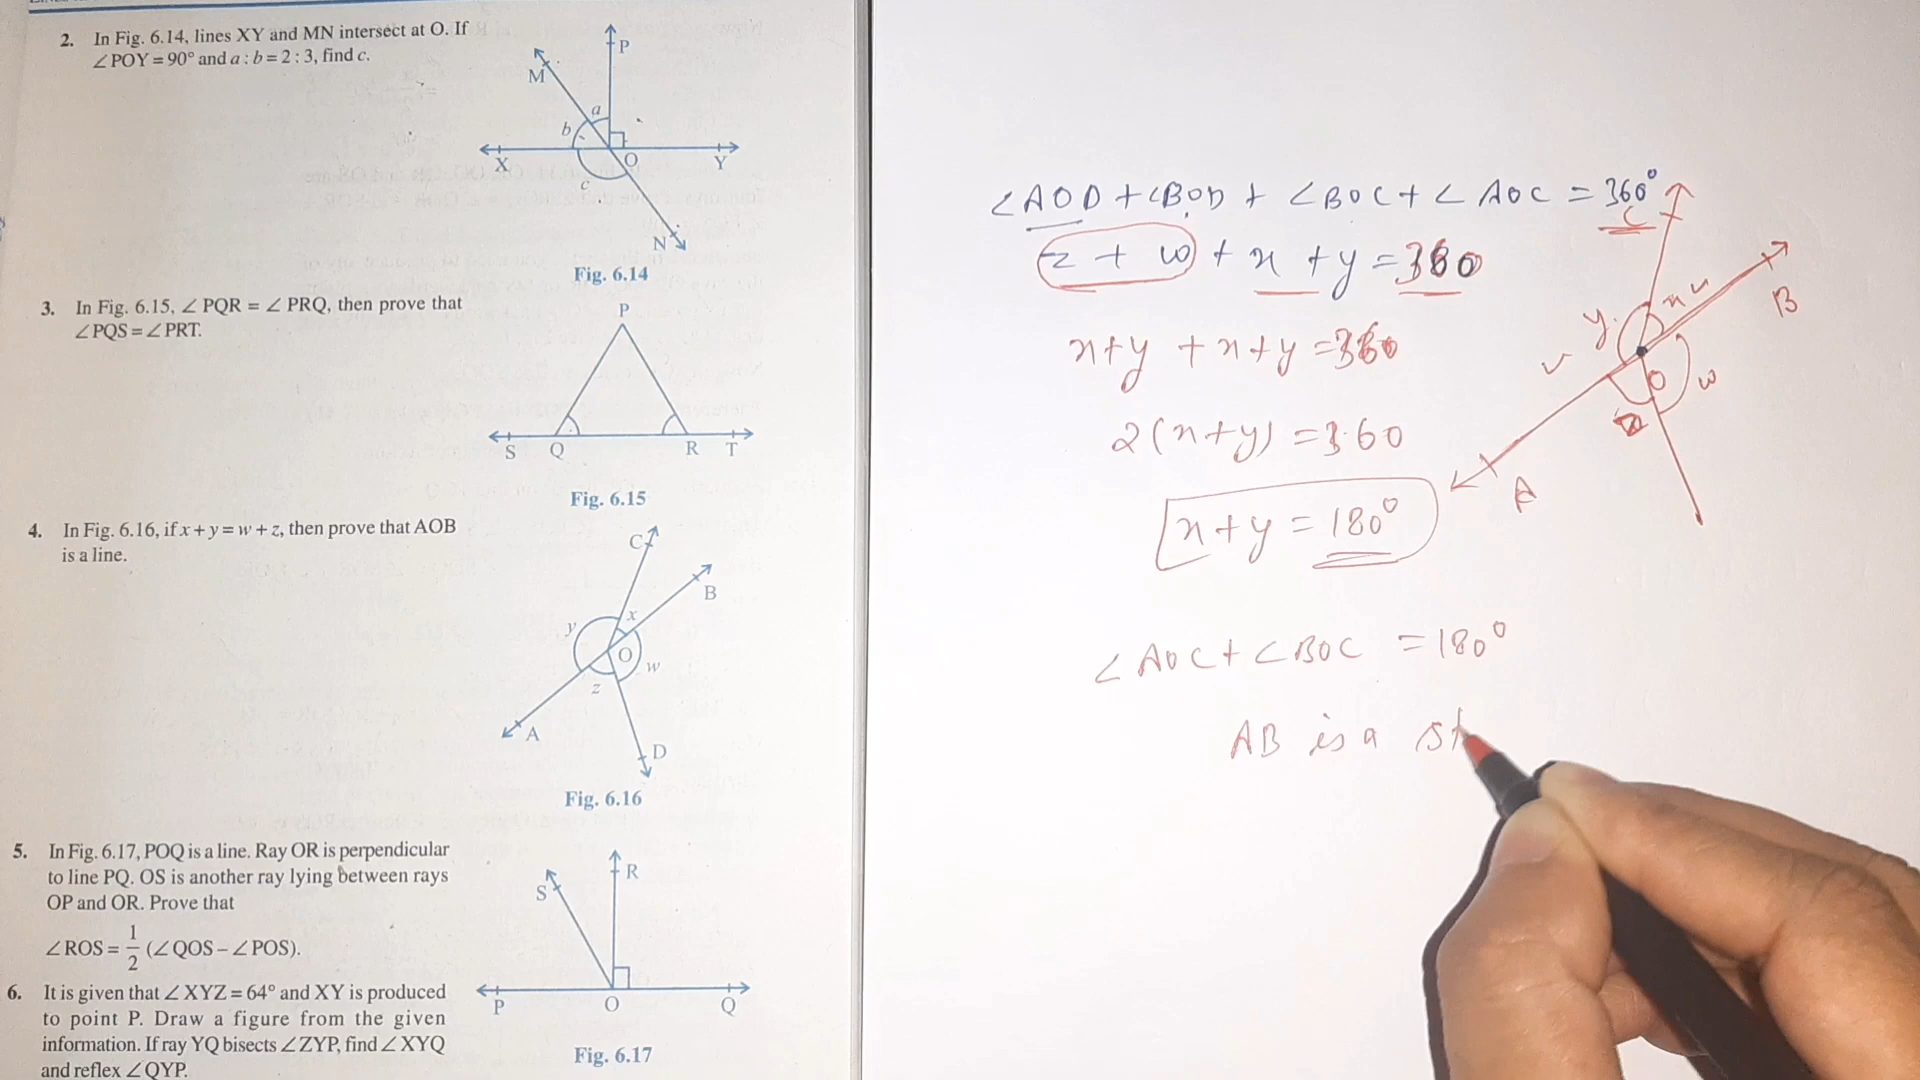 2. In Fig. 6.14, lines XY and MN intersect at O. If
∠POY = 90° and a : b = 2 : 3, find c.
P
M
a
b
X
O
Y
c
N
Fig. 6.14
3. In Fig. 6.15, ∠ PQR = ∠ PRQ, then prove that
∠PQS = ∠PRT.
P
S Q R T
Fig. 6.15
4. In Fig. 6.16, if x + y = w + z, then prove that AOB
is a line.
C
B
x
y
O
w
z
A
D
Fig. 6.16
5. In Fig. 6.17, POQ is a line. Ray OR is perpendicular
to line PQ. OS is another ray lying between rays
OP and OR. Prove that
∠ROS = 1/2 (∠QOS – ∠POS).
R
S
P O Q
Fig. 6.17
6. It is given that ∠XYZ = 64° and XY is produced
to point P. Draw a figure from the given
information. If ray YQ bisects ∠ZYP, find ∠XYQ
and reflex ∠QYP.
∠AOD + ∠BOD + ∠BOC + ∠AOC = 360°
z + w + x + y = 360
x+y + x+y = 360
2(x+y) = 360
x+y = 180°
∠AOC + ∠BOC = 180°
AB is a st
C
B
x
y
O
w
A